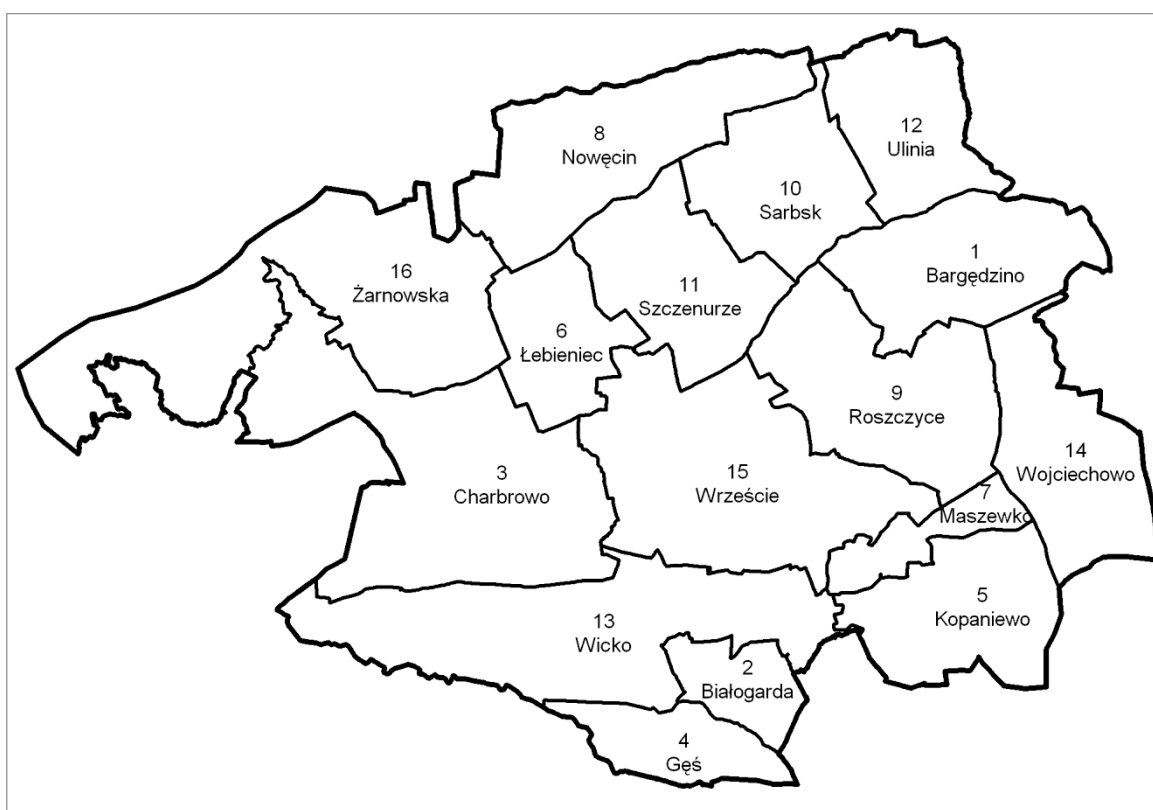 12
Ulinia
8
Nowęcin
10
Sarbsk
1
Bargędzino
16
Żarnowska
11
Szczenurze
6
Łebieniec
9
Roszczyce
14
Wojciechowo
3
Charbrowo
15
Wrzeście
7
Maszewko
5
Kopaniewo
13
Wicko
2
Białogarda
4
Gęś